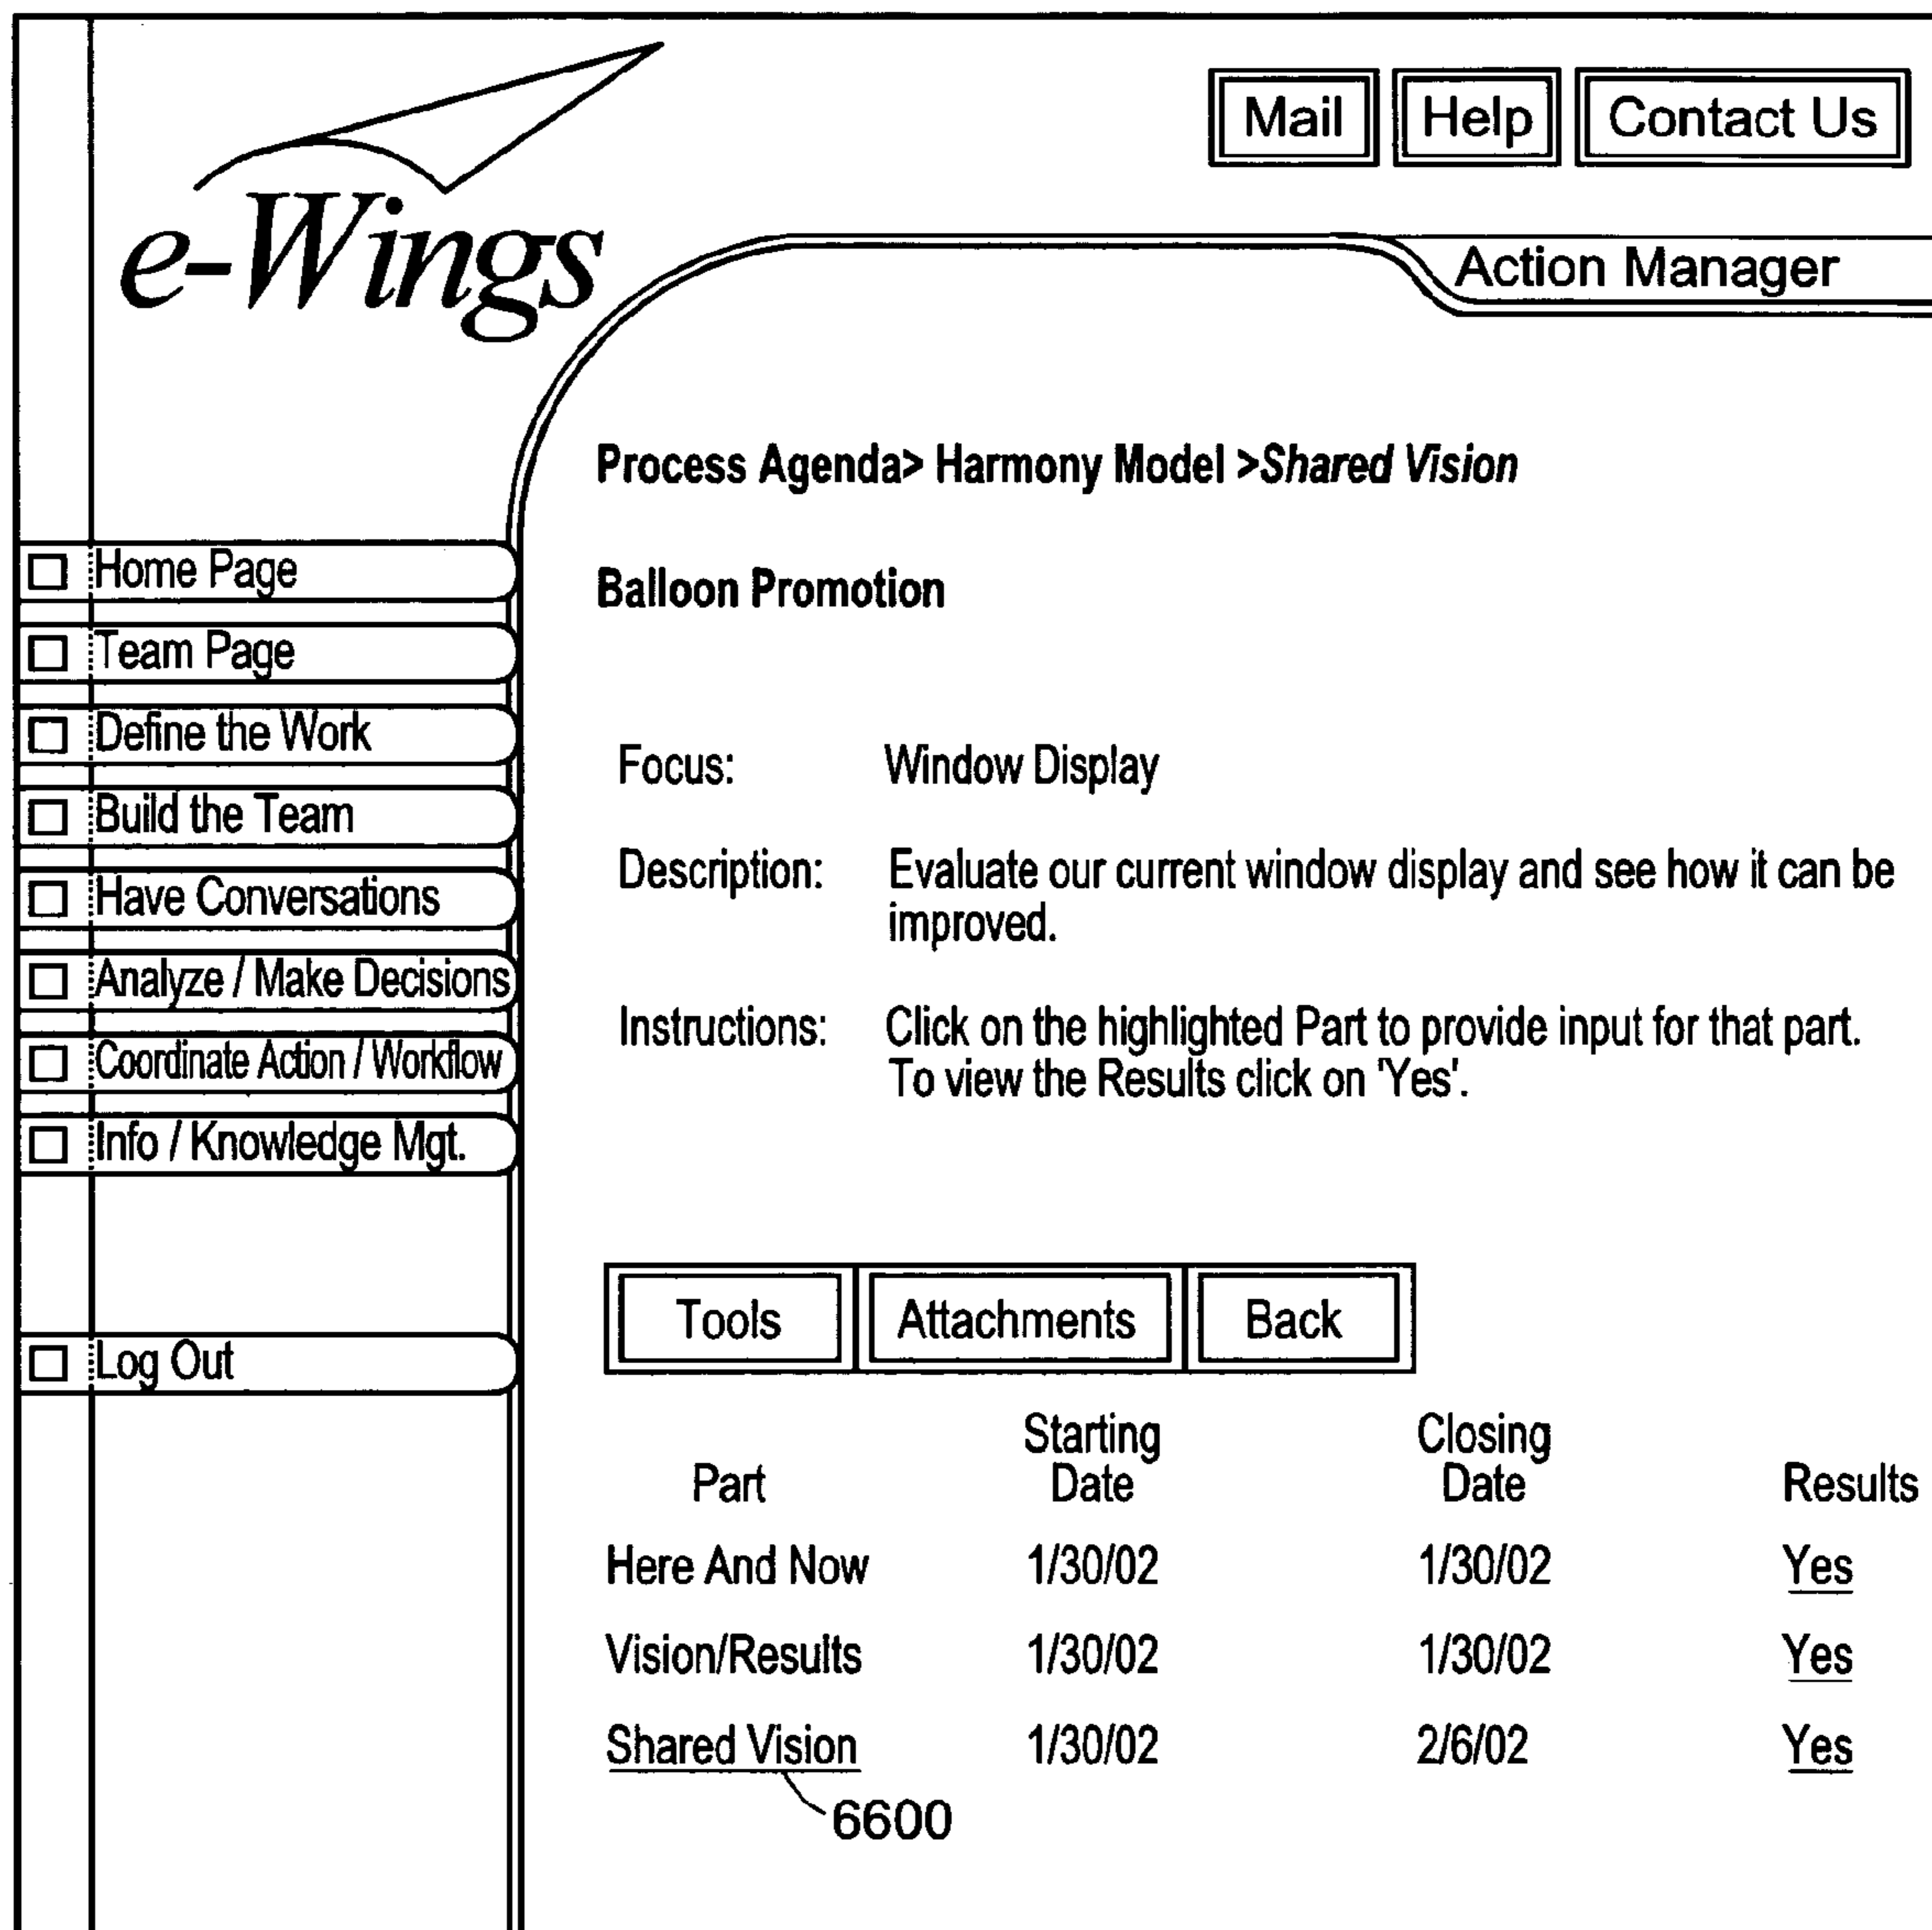 Mail Help Contact Us
e-Wings
Action Manager
Process Agenda> Harmony Model >Shared Vision
Home Page
Team Page
Define the Work
Build the Team
Have Conversations
Analyze / Make Decisions
Coordinate Action / Workflow
Info / Knowledge Mgt.
Log Out
Balloon Promotion
Focus: Window Display
Description: Evaluate our current window display and see how it can be
improved.
Instructions: Click on the highlighted Part to provide input for that part.
To view the Results click on 'Yes'.
Tools Attachments Back
Starting Closing
Part Date Date Results
Here And Now 1/30/02 1/30/02 Yes
Vision/Results 1/30/02 1/30/02 Yes
Shared Vision 1/30/02 2/6/02 Yes
6600